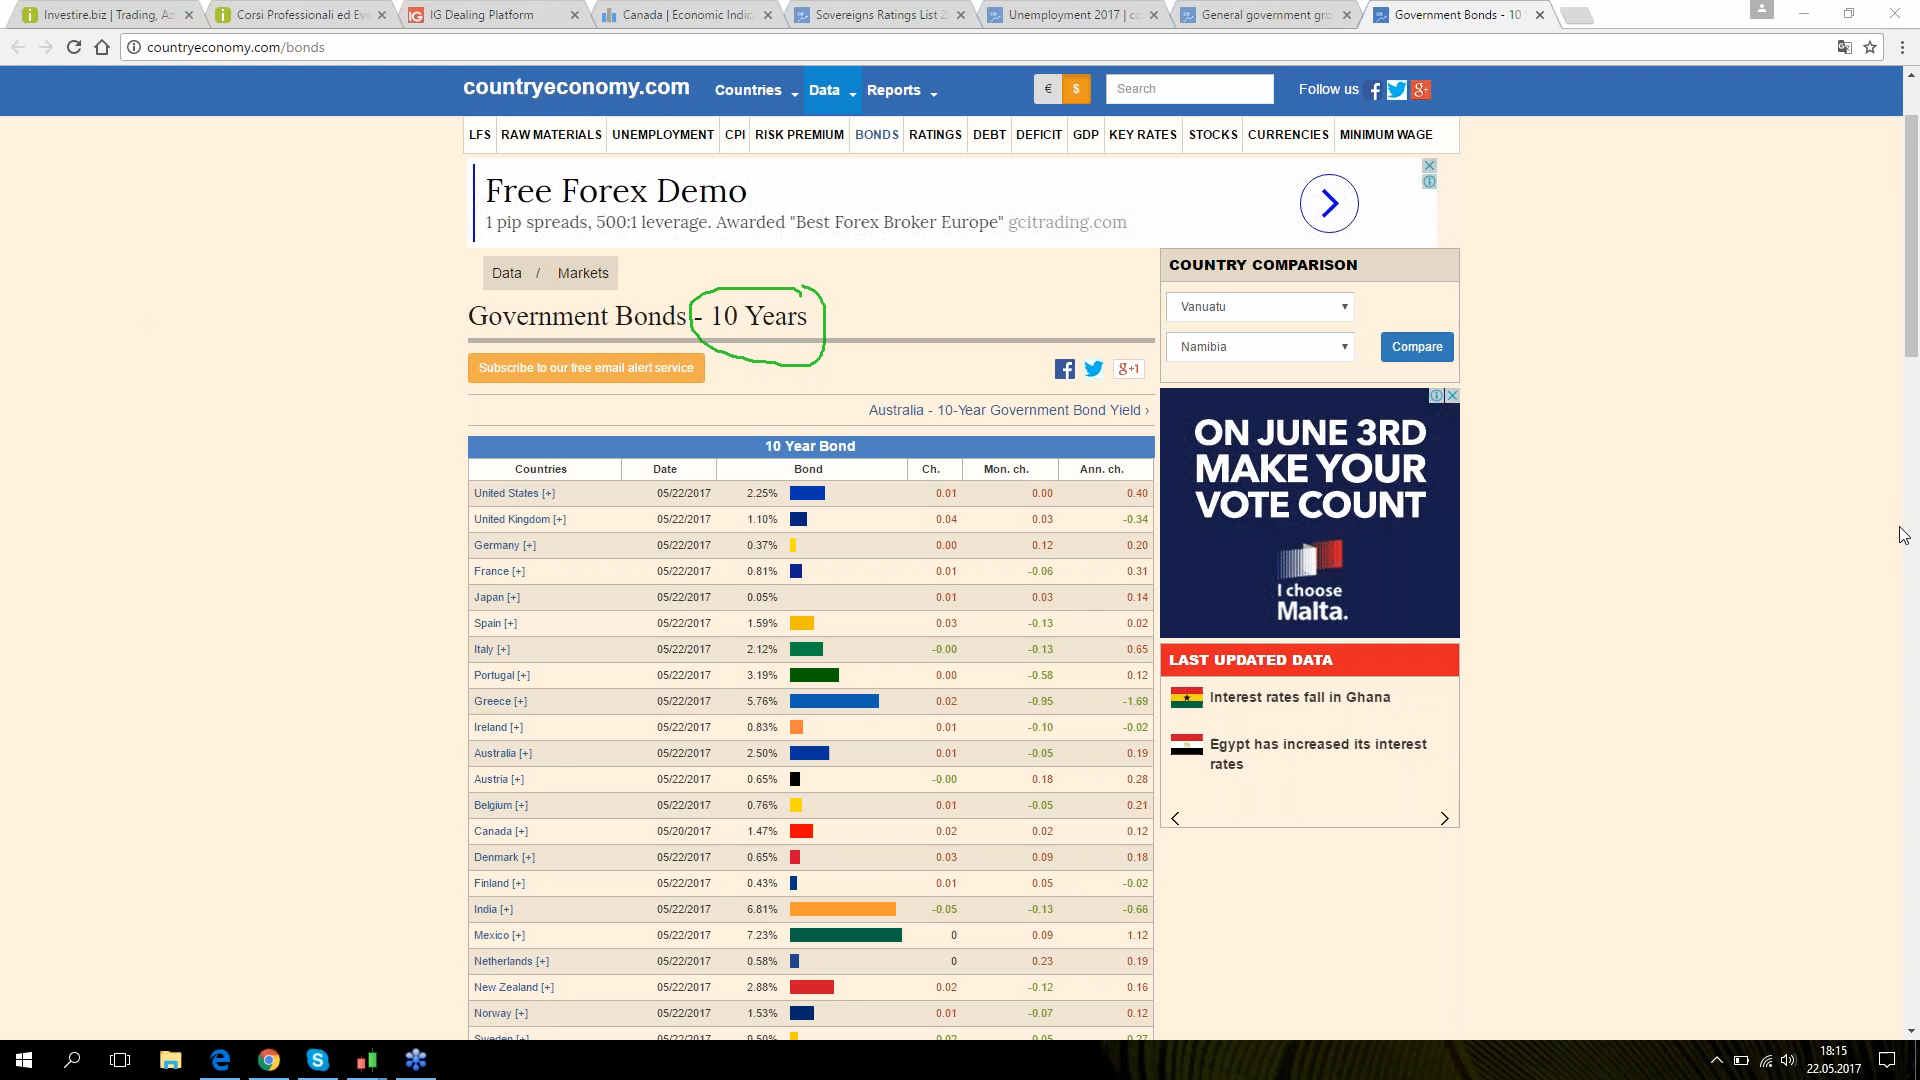 Investire.biz | Trading, Az
Corsi Professionali ed Eve
IG Dealing Platform
Canada | Economic Indic
Sovereigns Ratings List 2
Unemployment 2017 | co
General government gro
Government Bonds - 10
countryeconomy.com/bonds
countryeconomy.com
Countries
Data
Reports
€
$
Search
Follow us
LFS
RAW MATERIALS
UNEMPLOYMENT
CPI
RISK PREMIUM
BONDS
RATINGS
DEBT
DEFICIT
GDP
KEY RATES
STOCKS
CURRENCIES
MINIMUM WAGE
Free Forex Demo
1 pip spreads, 500:1 leverage. Awarded "Best Forex Broker Europe" gcitrading.com
Data / Markets
Government Bonds - 10 Years
Subscribe to our free email alert service
g+1
Australia - 10-Year Government Bond Yield ›
10 Year Bond
Countries Date Bond Ch. Mon. ch. Ann. ch.
United States [+] 05/22/2017 2.25% 0.01 0.00 0.40
United Kingdom [+] 05/22/2017 1.10% 0.04 0.03 -0.34
Germany [+] 05/22/2017 0.37% 0.00 0.12 0.20
France [+] 05/22/2017 0.81% 0.01 -0.06 0.31
Japan [+] 05/22/2017 0.05% 0.01 0.03 0.14
Spain [+] 05/22/2017 1.59% 0.03 -0.13 0.02
Italy [+] 05/22/2017 2.12% -0.00 -0.13 0.65
Portugal [+] 05/22/2017 3.19% 0.00 -0.58 0.12
Greece [+] 05/22/2017 5.76% 0.02 -0.95 -1.69
Ireland [+] 05/22/2017 0.83% 0.01 -0.10 -0.02
Australia [+] 05/22/2017 2.50% 0.01 -0.05 0.19
Austria [+] 05/22/2017 0.65% -0.00 0.18 0.28
Belgium [+] 05/22/2017 0.76% 0.01 -0.05 0.21
Canada [+] 05/20/2017 1.47% 0.02 0.02 0.12
Denmark [+] 05/22/2017 0.65% 0.03 0.09 0.18
Finland [+] 05/22/2017 0.43% 0.01 0.05 -0.02
India [+] 05/22/2017 6.81% -0.05 -0.13 -0.66
Mexico [+] 05/22/2017 7.23% 0 0.09 1.12
Netherlands [+] 05/22/2017 0.58% 0 0.23 0.19
New Zealand [+] 05/22/2017 2.88% 0.02 -0.12 0.16
Norway [+] 05/22/2017 1.53% 0.01 -0.07 0.12
COUNTRY COMPARISON
Vanuatu
Namibia
Compare
ON JUNE 3RD
MAKE YOUR
VOTE COUNT
I choose
Malta.
LAST UPDATED DATA
Interest rates fall in Ghana
Egypt has increased its interest
rates
18:15
22.05.2017